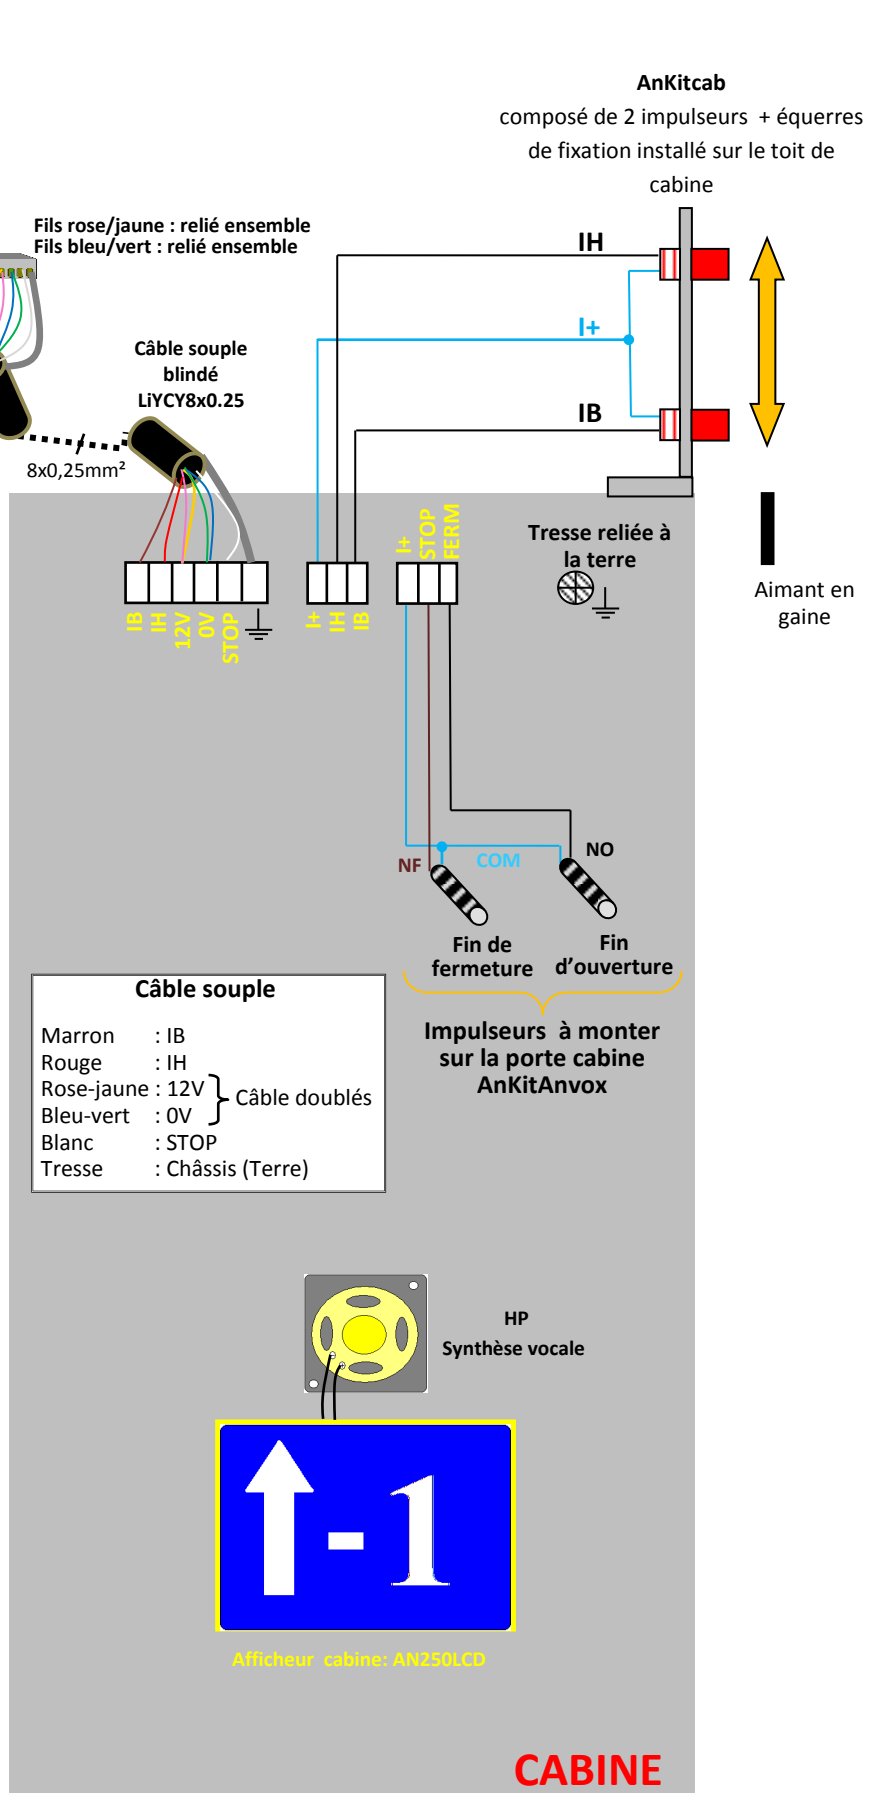 AnKitcab
composé de 2 impulseurs + équerres
de fixation installé sur le toit de
cabine
Fils rose/jaune : relié ensemble
Fils bleu/vert : relié ensemble
IH
I+
IB
Câble souple
blindé
LiYCY8x0.25
8x0,25mm²
I+
STOP
FERM
Tresse reliée à
la terre
Aimant en
gaine
IB
IH
12V
0V
STOP
I+
IH
IB
NF
COM
NO
Fin de
fermeture
Fin
d’ouverture
Impulseurs à monter
sur la porte cabine
AnKitAnvox
Câble souple
Marron : IB
Rouge : IH
Rose-jaune : 12V
Bleu-vert : 0V
Câble doublés
Blanc : STOP
Tresse : Châssis (Terre)
HP
Synthèse vocale
-1
Afficheur cabine: AN250LCD
CABINE